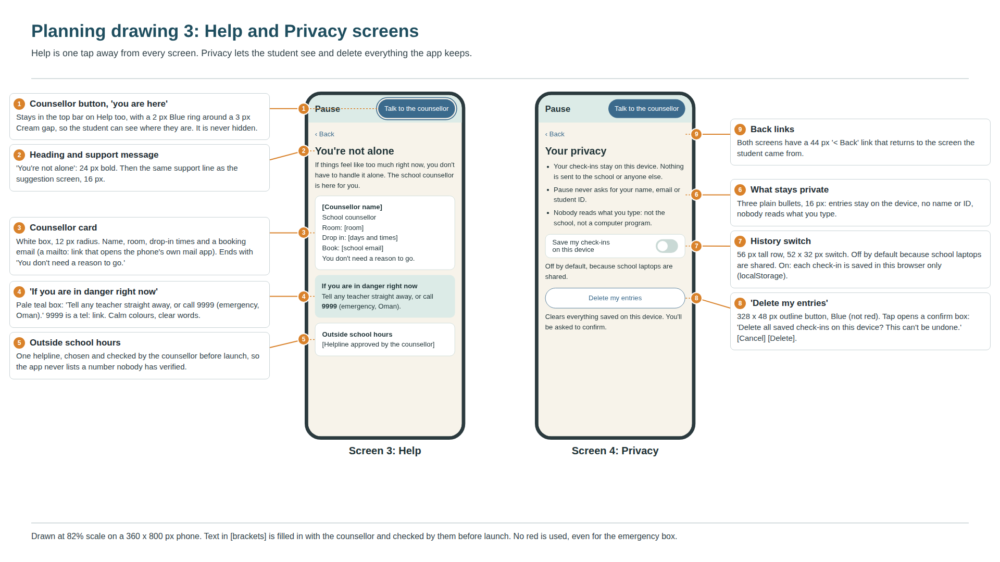 Planning drawing 3: Help and Privacy screens
Help is one tap away from every screen. Privacy lets the student see and delete everything the app keeps.
1 Counsellor button, 'you are here'
Stays in the top bar on Help too, with a 2 px Blue ring around a 3 px
Cream gap, so the student can see where they are. It is never hidden.
2 Heading and support message
'You're not alone': 24 px bold. Then the same support line as the
suggestion screen, 16 px.
3 Counsellor card
White box, 12 px radius. Name, room, drop-in times and a booking
email (a mailto: link that opens the phone's own mail app). Ends with
'You don't need a reason to go.'
4 'If you are in danger right now'
Pale teal box: 'Tell any teacher straight away, or call 9999 (emergency,
Oman).' 9999 is a tel: link. Calm colours, clear words.
5 Outside school hours
One helpline, chosen and checked by the counsellor before launch, so
the app never lists a number nobody has verified.
1
2
3
4
5
Pause
Talk to the counsellor
‹ Back
You're not alone
If things feel like too much right now, you don't
have to handle it alone. The school counsellor
is here for you.
[Counsellor name]
School counsellor
Room: [room]
Drop in: [days and times]
Book: [school email]
You don't need a reason to go.
If you are in danger right now
Tell any teacher straight away, or call
9999 (emergency, Oman).
Outside school hours
[Helpline approved by the counsellor]
Screen 3: Help
Pause
Talk to the counsellor
‹ Back
Your privacy
• Your check-ins stay on this device. Nothing
is sent to the school or anyone else.
• Pause never asks for your name, email or
student ID.
• Nobody reads what you type: not the
school, not a computer program.
Save my check-ins
on this device
Off by default, because school laptops are
shared.
Delete my entries
Clears everything saved on this device. You'll
be asked to confirm.
Screen 4: Privacy
9
6
7
8
9 Back links
Both screens have a 44 px '< Back' link that returns to the screen the
student came from.
6 What stays private
Three plain bullets, 16 px: entries stay on the device, no name or ID,
nobody reads what you type.
7 History switch
56 px tall row, 52 x 32 px switch. Off by default because school laptops
are shared. On: each check-in is saved in this browser only
(localStorage).
8 'Delete my entries'
328 x 48 px outline button, Blue (not red). Tap opens a confirm box:
'Delete all saved check-ins on this device? This can't be undone.'
[Cancel] [Delete].
Drawn at 82% scale on a 360 x 800 px phone. Text in [brackets] is filled in with the counsellor and checked by them before launch. No red is used, even for the emergency box.